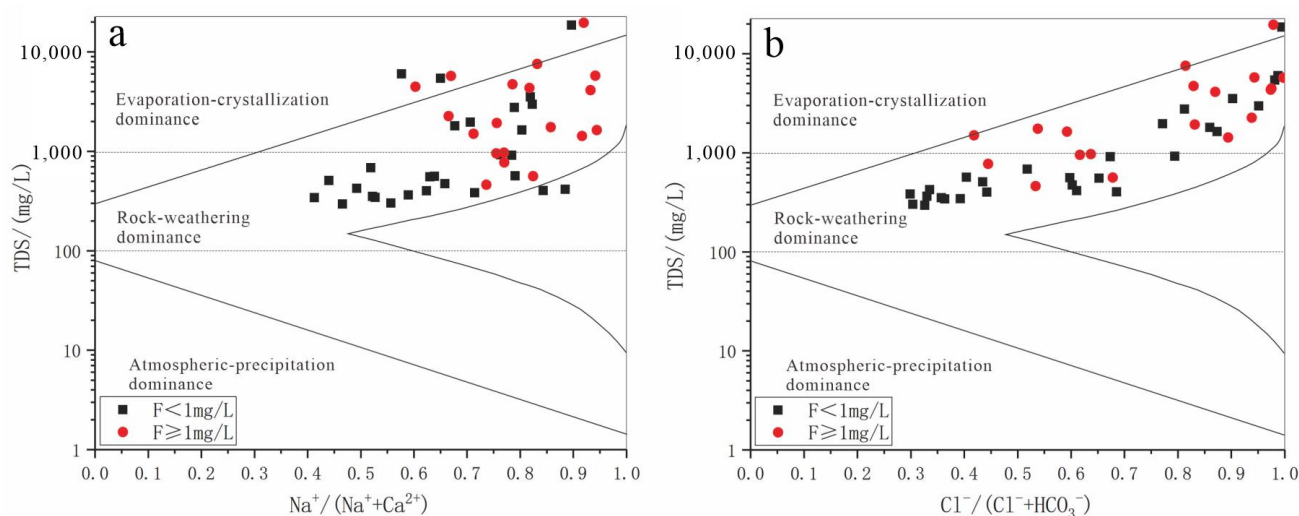 a
10,000
1,000
100
10
1
TDS/(mg/L)
Evaporation-crystallization
dominance
Rock-weathering
dominance
Atmospheric-precipitation
dominance
F<1mg/L
F≥1mg/L
0.0 0.1 0.2 0.3 0.4 0.5 0.6 0.7 0.8 0.9 1.0
Na⁺/(Na⁺+Ca²⁺)
b
10,000
1,000
100
10
1
TDS/(mg/L)
Evaporation-crystallization
dominance
Rock-weathering
dominance
Atmospheric-precipitation
dominance
F<1mg/L
F≥1mg/L
0.0 0.1 0.2 0.3 0.4 0.5 0.6 0.7 0.8 0.9 1.0
Cl⁻/(Cl⁻+HCO₃⁻)